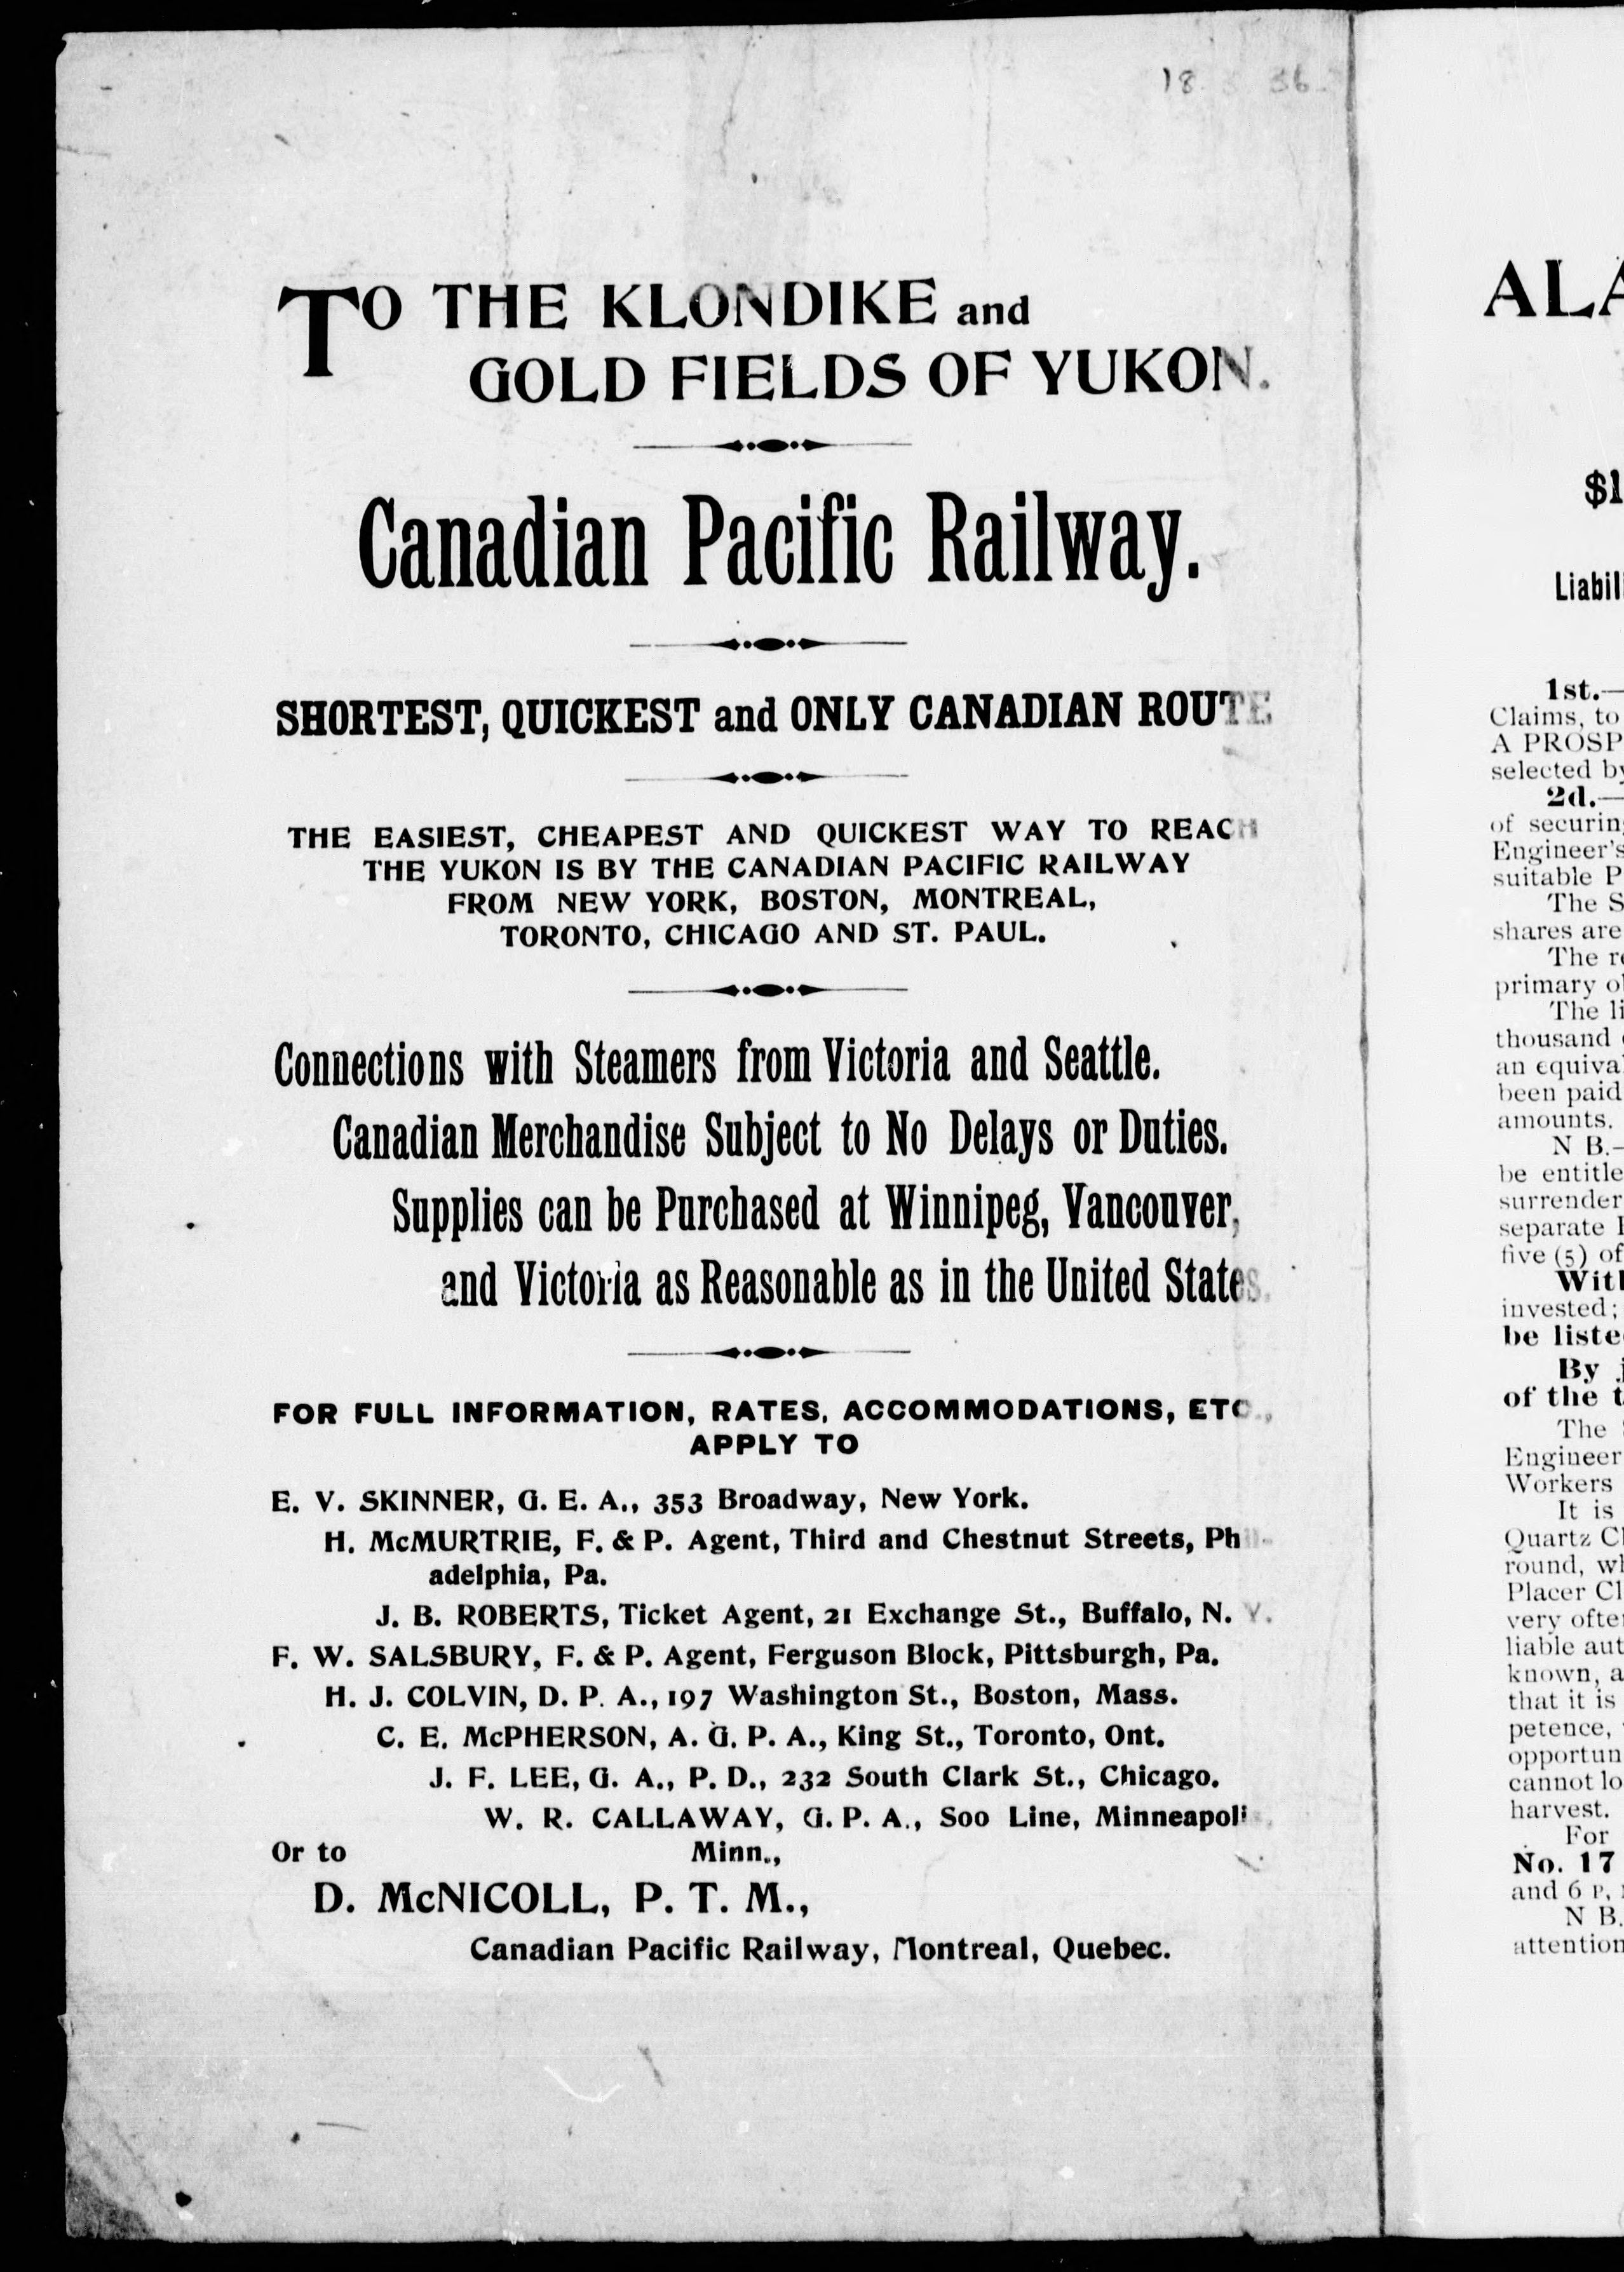 TO THE KLONDIKE and
GOLD FIELDS OF YUKON.
Canadian Pacific Railway.
SHORTEST, QUICKEST and ONLY CANADIAN ROUTE
THE EASIEST, CHEAPEST AND QUICKEST WAY TO REACH
THE YUKON IS BY THE CANADIAN PACIFIC RAILWAY
FROM NEW YORK, BOSTON, MONTREAL,
TORONTO, CHICAGO AND ST. PAUL.
Connections with Steamers from Victoria and Seattle.
Canadian Merchandise Subject to No Delays or Duties.
Supplies can be Purchased at Winnipeg, Vancouver,
and Victoria as Reasonable as in the United States.
FOR FULL INFORMATION, RATES, ACCOMMODATIONS, ETC.,
APPLY TO
E. V. SKINNER, G. E. A., 353 Broadway, New York.
H. McMURTRIE, F. & P. Agent, Third and Chestnut Streets, Phil-
adelphia, Pa.
J. B. ROBERTS, Ticket Agent, 21 Exchange St., Buffalo, N. Y.
F. W. SALSBURY, F. & P. Agent, Ferguson Block, Pittsburgh, Pa.
H. J. COLVIN, D. P. A., 197 Washington St., Boston, Mass.
C. E. McPHERSON, A. G. P. A., King St., Toronto, Ont.
J. F. LEE, G. A., P. D., 232 South Clark St., Chicago.
W. R. CALLAWAY, G. P. A., Soo Line, Minneapolis,
Or to Minn.,
D. McNICOLL, P. T. M.,
Canadian Pacific Railway, Montreal, Quebec.
ALA
$1
Liabil
1st.—
Claims, to
A PROSP
selected by
2d.—
of securin
Engineer's
suitable P
The S
shares are
The re
primary o
The li
thousand
an equiva
been paid
amounts.
N B.—
be entitle
surrender
separate
five (5) of
With
invested;
be liste
By j
of the t
The
Engineer
Workers
It is
Quartz Cl
round, wh
Placer Cl
very ofte
liable aut
known, a
that it is
petence,
opportun
cannot lo
harvest.
For
No. 17
and 6 P,
N B.
attention